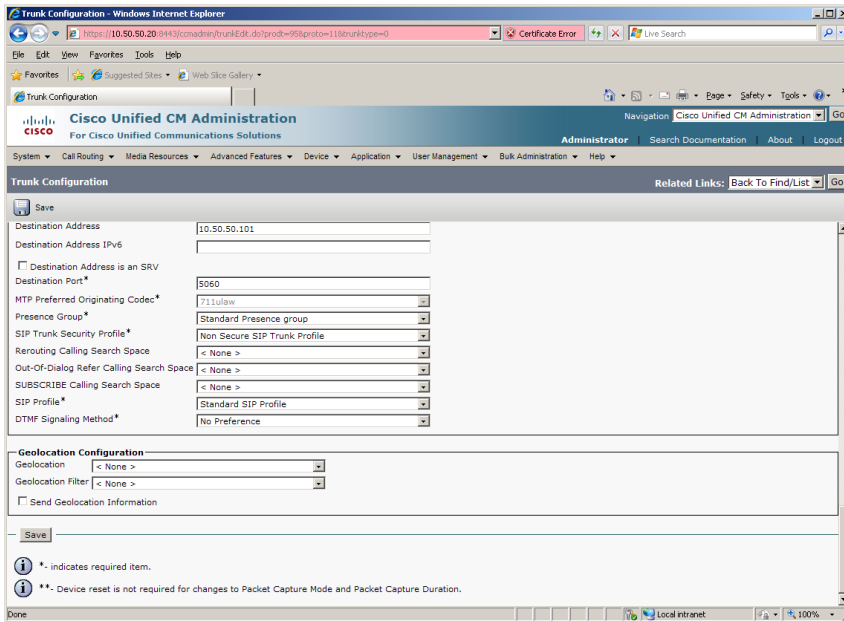 Trunk Configuration - Windows Internet Explorer
https://10.50.50.20:8443/ccmadmin/trunkEdit.do?prodt=95&proto=11&trunktype=0 Certificate Error Live Search
File Edit View Favorites Tools Help
Favorites Suggested Sites Web Slice Gallery
Trunk Configuration Page Safety Tools
CISCO Cisco Unified CM Administration
For Cisco Unified Communications Solutions
Navigation Cisco Unified CM Administration Go
Administrator | Search Documentation | About | Logout
System Call Routing Media Resources Advanced Features Device Application User Management Bulk Administration Help
Trunk Configuration Related Links: Back To Find/List Go
Save
Destination Address 10.50.50.101
Destination Address IPv6
Destination Address is an SRV
Destination Port* 5060
MTP Preferred Originating Codec* 711ulaw
Presence Group* Standard Presence group
SIP Trunk Security Profile* Non Secure SIP Trunk Profile
Rerouting Calling Search Space < None >
Out-Of-Dialog Refer Calling Search Space < None >
SUBSCRIBE Calling Search Space < None >
SIP Profile* Standard SIP Profile
DTMF Signaling Method* No Preference
Geolocation Configuration
Geolocation < None >
Geolocation Filter < None >
Send Geolocation Information
Save
*- indicates required item.
**- Device reset is not required for changes to Packet Capture Mode and Packet Capture Duration.
Done Local intranet 100%